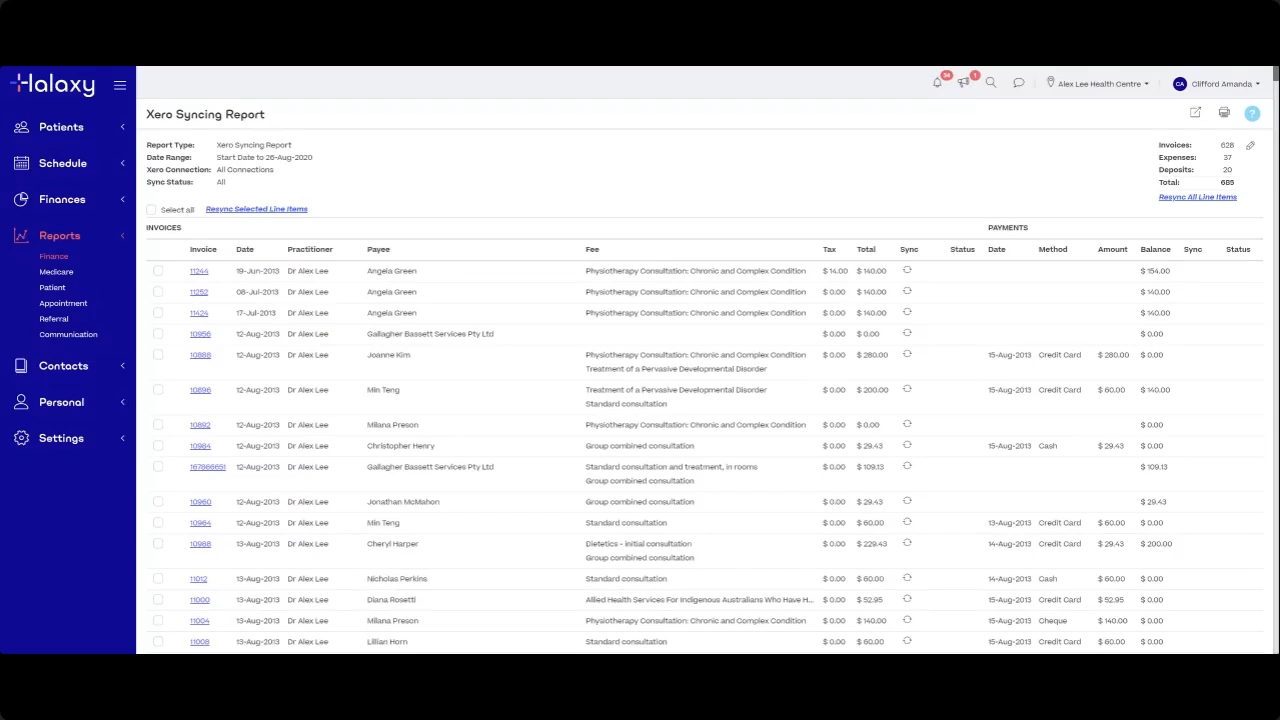 Halaxy
34
1
Alex Lee Health Centre
CA
Clifford Amanda
Patients
Schedule
Finances
Reports
Finance
Medicare
Patient
Appointment
Referral
Communication
Contacts
Personal
Settings
Xero Syncing Report
?
Report Type: Xero Syncing Report
Date Range: Start Date to 26-Aug-2020
Xero Connection: All Connections
Sync Status: All
Invoices: 628
Expenses: 37
Deposits: 20
Total: 685
Resync All Line Items
Select all Resync Selected Line Items
INVOICES PAYMENTS
Invoice Date Practitioner Payee Fee Tax Total Sync Status Date Method Amount Balance Sync Status
11244 19-Jun-2013 Dr Alex Lee Angela Green Physiotherapy Consultation: Chronic and Complex Condition $ 14.00 $ 140.00 $ 154.00
11252 08-Jul-2013 Dr Alex Lee Angela Green Physiotherapy Consultation: Chronic and Complex Condition $ 0.00 $ 140.00 $ 140.00
11424 17-Jul-2013 Dr Alex Lee Angela Green Physiotherapy Consultation: Chronic and Complex Condition $ 0.00 $ 140.00 $ 140.00
10956 12-Aug-2013 Dr Alex Lee Gallagher Bassett Services Pty Ltd $ 0.00 $ 0.00 $ 0.00
10888 12-Aug-2013 Dr Alex Lee Joanne Kim Physiotherapy Consultation: Chronic and Complex Condition $ 0.00 $ 280.00 15-Aug-2013 Credit Card $ 280.00 $ 0.00
Treatment of a Pervasive Developmental Disorder
10896 12-Aug-2013 Dr Alex Lee Min Teng Treatment of a Pervasive Developmental Disorder $ 0.00 $ 200.00 15-Aug-2013 Credit Card $ 60.00 $ 140.00
Standard consultation
10892 12-Aug-2013 Dr Alex Lee Milana Preson Physiotherapy Consultation: Chronic and Complex Condition $ 0.00 $ 0.00 $ 0.00
10984 12-Aug-2013 Dr Alex Lee Christopher Henry Group combined consultation $ 0.00 $ 29.43 15-Aug-2013 Cash $ 29.43 $ 0.00
167866651 12-Aug-2013 Dr Alex Lee Gallagher Bassett Services Pty Ltd Standard consultation and treatment, in rooms $ 0.00 $ 109.13 $ 109.13
Group combined consultation
10960 12-Aug-2013 Dr Alex Lee Jonathan McMahon Group combined consultation $ 0.00 $ 29.43 $ 29.43
10964 12-Aug-2013 Dr Alex Lee Min Teng Standard consultation $ 0.00 $ 60.00 13-Aug-2013 Credit Card $ 60.00 $ 0.00
10988 13-Aug-2013 Dr Alex Lee Cheryl Harper Dietetics - initial consultation $ 0.00 $ 229.43 14-Aug-2013 Credit Card $ 29.43 $ 200.00
Group combined consultation
11012 13-Aug-2013 Dr Alex Lee Nicholas Perkins Standard consultation $ 0.00 $ 60.00 14-Aug-2013 Cash $ 60.00 $ 0.00
11000 13-Aug-2013 Dr Alex Lee Diana Rosetti Allied Health Services For Indigenous Australians Who Have H... $ 0.00 $ 52.95 15-Aug-2013 Credit Card $ 52.95 $ 0.00
11004 13-Aug-2013 Dr Alex Lee Milana Preson Physiotherapy Consultation: Chronic and Complex Condition $ 0.00 $ 140.00 15-Aug-2013 Cheque $ 140.00 $ 0.00
11008 13-Aug-2013 Dr Alex Lee Lillian Horn Standard consultation $ 0.00 $ 60.00 15-Aug-2013 Credit Card $ 60.00 $ 0.00